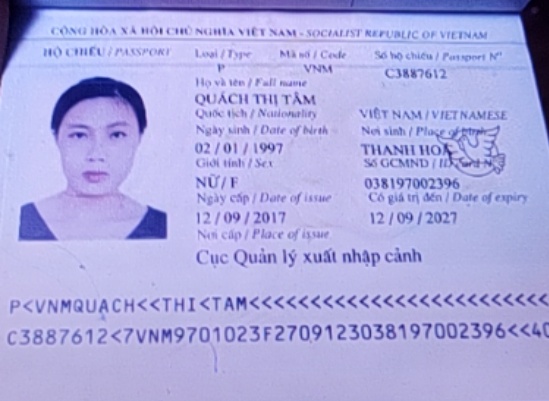 CỘNG HÒA XÃ HỘI CHỦ NGHĨA VIỆT NAM - SOCIALIST REPUBLIC OF VIETNAM
HỘ CHIẾU / PASSPORT Loại / Type Mã số / Code Số hộ chiếu / Passport Nº
P VNM C3887612
Họ và tên / Full name
QUÁCH THỊ TÂM
Quốc tịch / Nationality VIỆT NAM / VIETNAMESE
Ngày sinh / Date of birth Nơi sinh / Place of birth
02 / 01 / 1997 THANH HOÁ
Giới tính / Sex Số GCMND / ID Card Nº
NỮ / F 038197002396
Ngày cấp / Date of issue Có giá trị đến / Date of expiry
12 / 09 / 2017 12 / 09 / 2027
Nơi cấp / Place of issue
Cục Quản lý xuất nhập cảnh
P<VNMQUACH<<THI<TAM<<<<<<<<<<<<<<<<<<<<<<<<<
C3887612<7VNM9701023F2709123038197002396<<40